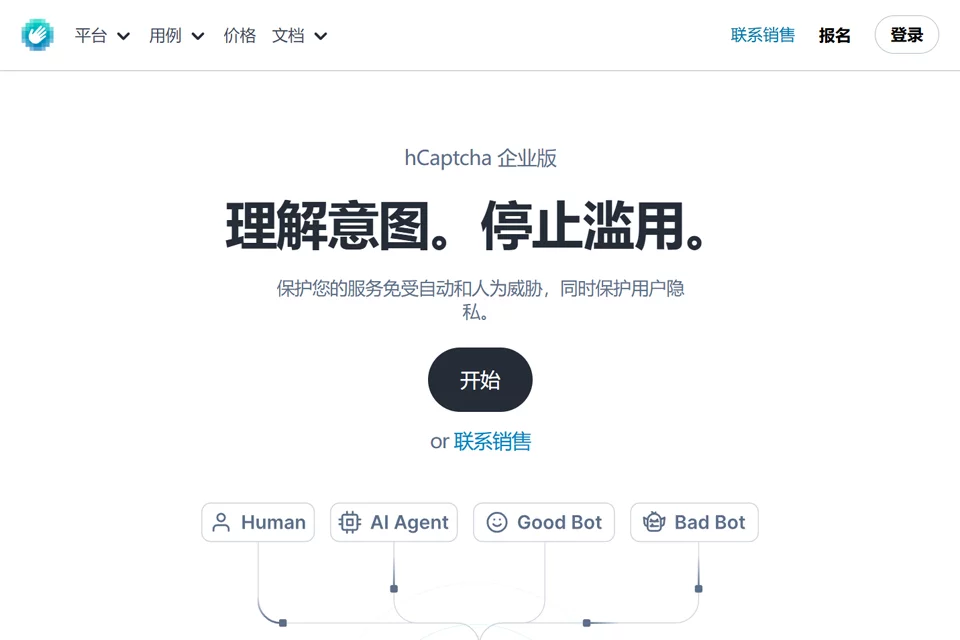 平台 用例 价格 文档 联系销售 报名 登录
hCaptcha 企业版
理解意图。停止滥用。
保护您的服务免受自动和人为威胁，同时保护用户隐
私。
开始
or 联系销售
Human AI Agent Good Bot Bad Bot